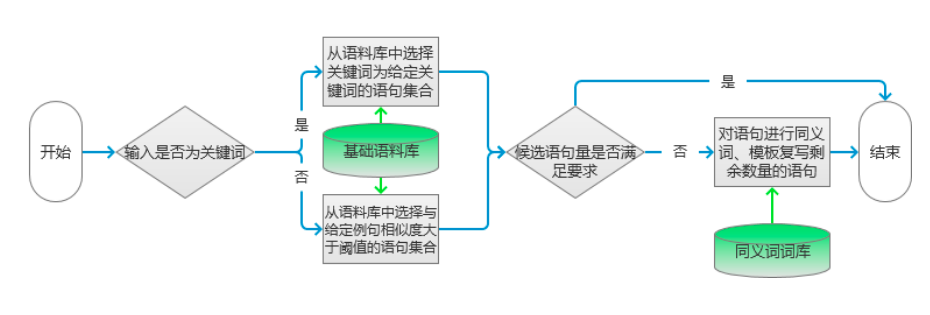 开始
输入是否为关键词
是
否
从语料库中选择
关键词为给定关
键词的语句集合
基础语料库
从语料库中选择与
给定例句相似度大
于阈值的语句集合
候选语句量是否满
足要求
是
否
对语句进行同义
词、模板复写剩
余数量的语句
同义词词库
结束